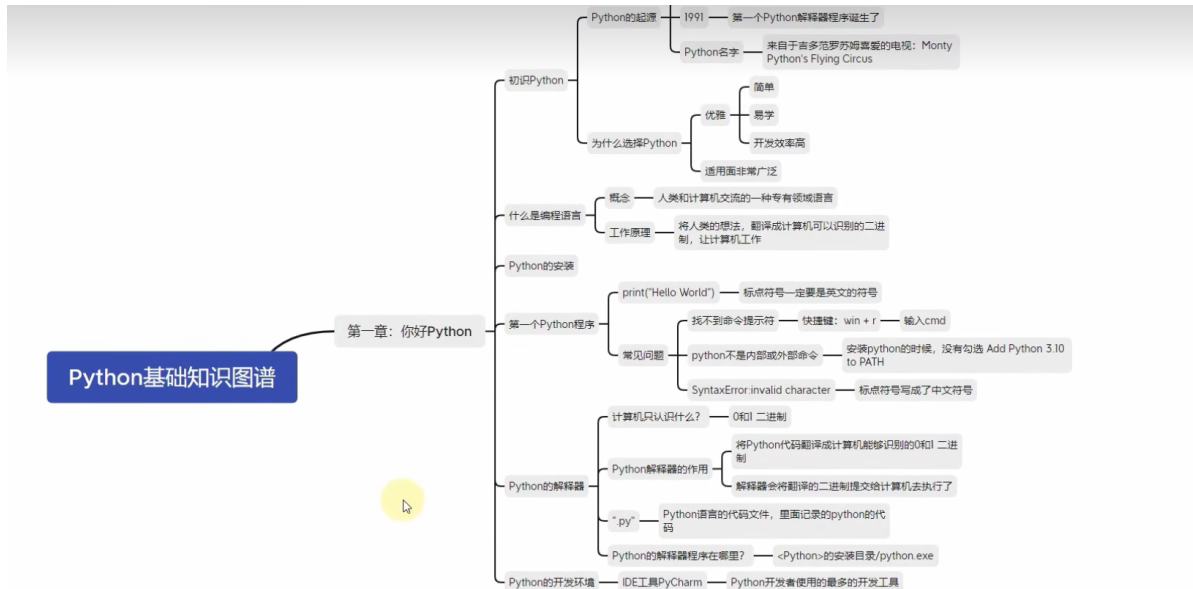 Python基础知识图谱
第一章：你好Python
初识Python
Python的起源
1991
第一个Python解释器程序诞生了
Python名字
来自于吉多范罗苏姆喜爱的电视：Monty
Python's Flying Circus
为什么选择Python
优雅
简单
易学
开发效率高
适用面非常广泛
什么是编程语言
概念
人类和计算机交流的一种专有领域语言
工作原理
将人类的想法，翻译成计算机可以识别的二进
制，让计算机工作
Python的安装
第一个Python程序
print("Hello World")
标点符号一定要是英文的符号
常见问题
找不到命令提示符
快捷键：win + r
输入cmd
python不是内部或外部命令
安装python的时候，没有勾选 Add Python 3.10
to PATH
SyntaxError:invalid character
标点符号写成了中文符号
Python的解释器
计算机只认识什么？
0和1 二进制
Python解释器的作用
将Python代码翻译成计算机能够识别的0和1 二进
制
解释器会将翻译的二进制提交给计算机去执行了
".py"
Python语言的代码文件，里面记录的python的代
码
Python的解释器程序在哪里？
<Python>的安装目录/python.exe
Python的开发环境
IDE工具PyCharm
Python开发者使用的最多的开发工具